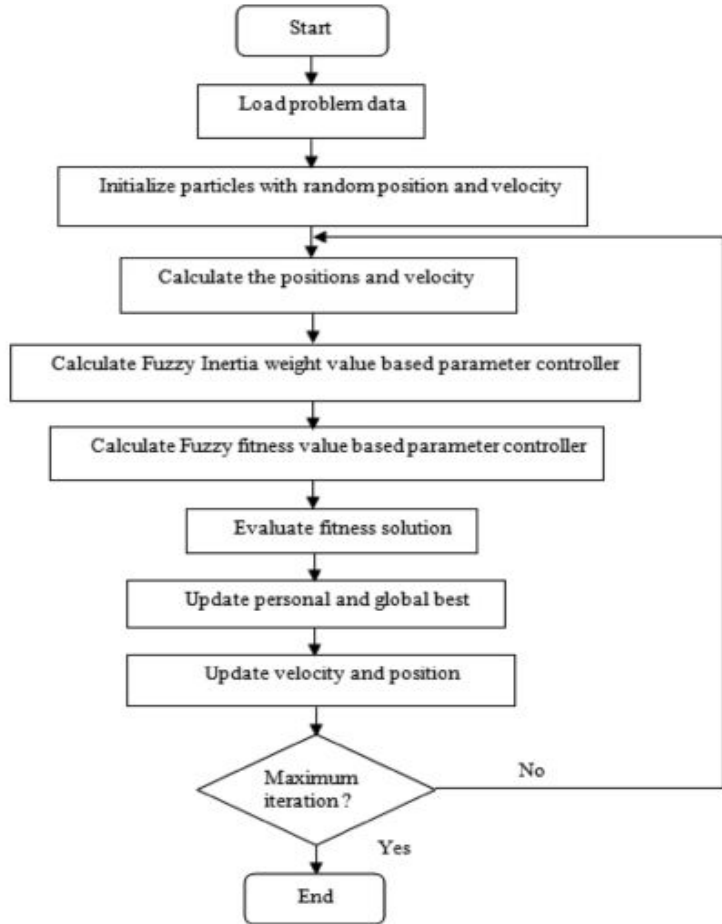 Start
Load problem data
Initialize particles with random position and velocity
Calculate the positions and velocity
Calculate Fuzzy Inertia weight value based parameter controller
Calculate Fuzzy fitness value based parameter controller
Evaluate fitness solution
Update personal and global best
Update velocity and position
Maximum
iteration ?
No
Yes
End